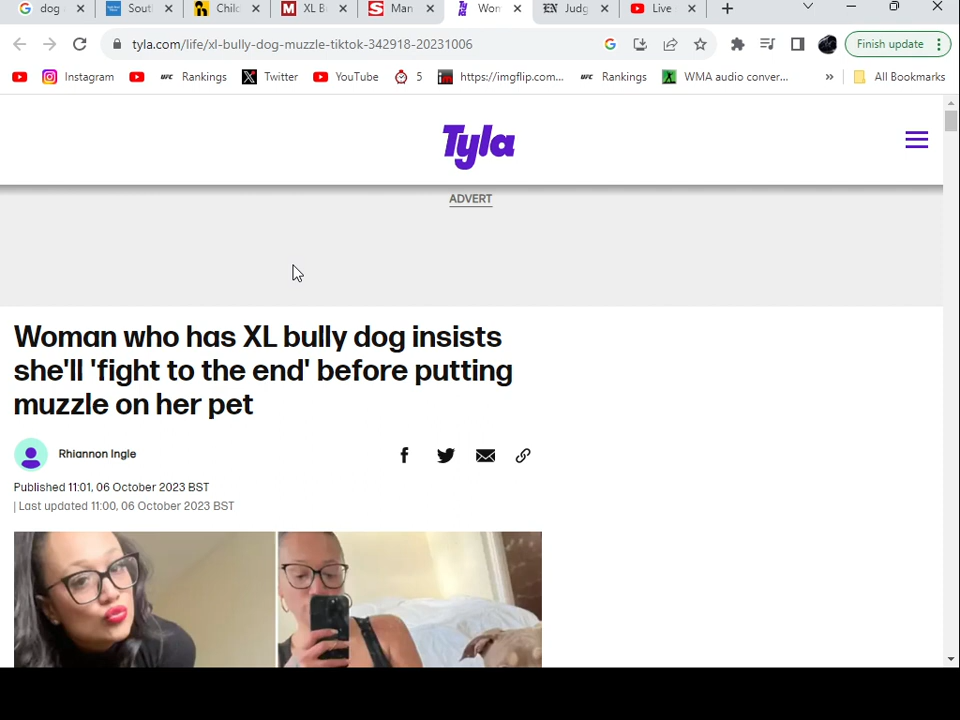 dog
Sout
Chil
XL B
Man
Won
EN Judg
Live
tyla.com/life/xl-bully-dog-muzzle-tiktok-342918-20231006
Finish update
Instagram
UFC Rankings
Twitter
YouTube
5
https://imgflip.com...
UFC Rankings
WMA audio conver...
»
All Bookmarks
Tyla
ADVERT
Woman who has XL bully dog insists
she'll 'fight to the end' before putting
muzzle on her pet
Rhiannon Ingle
Published 11:01, 06 October 2023 BST
| Last updated 11:00, 06 October 2023 BST